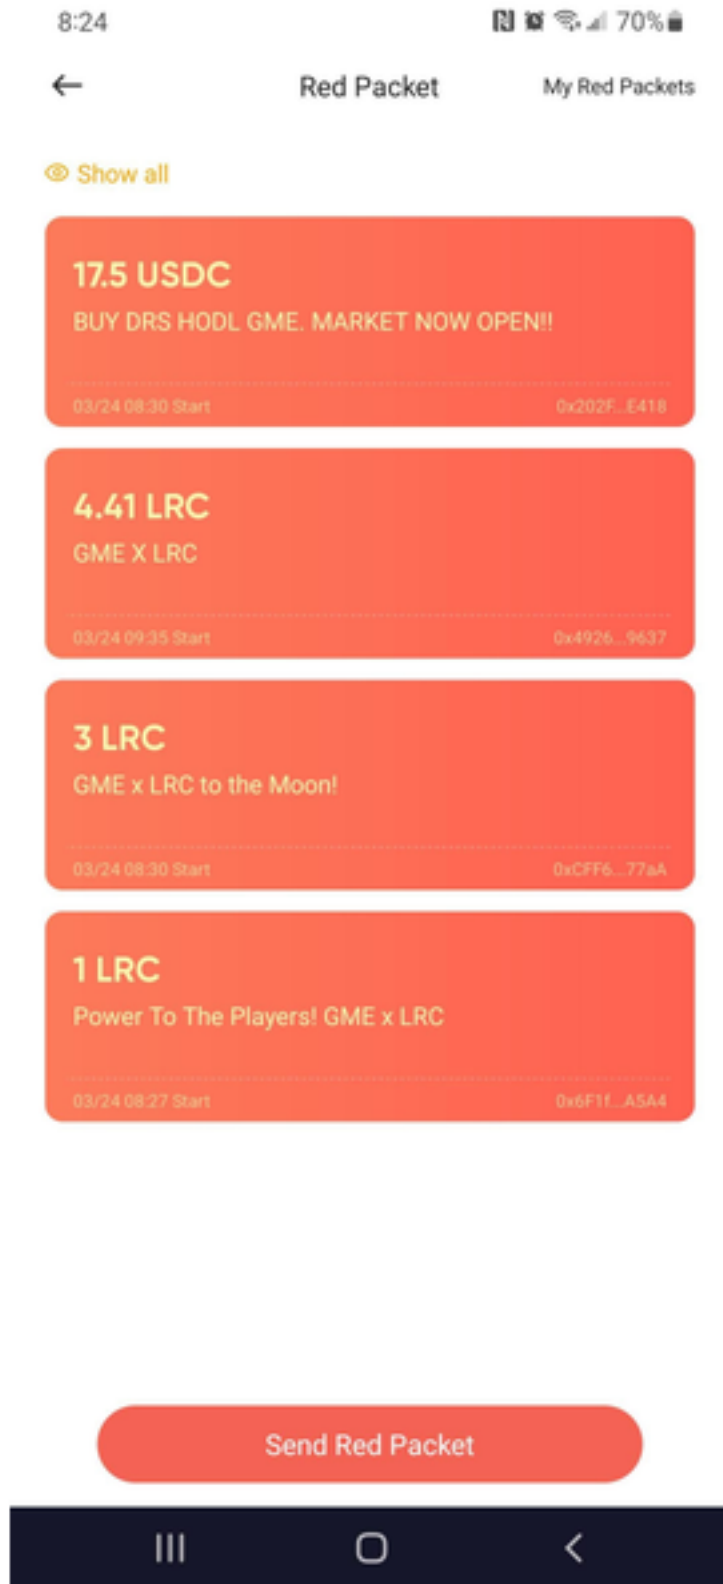 8:24 70%
Red Packet My Red Packets
Show all
17.5 USDC
BUY DRS HODL GME. MARKET NOW OPEN!!
03/24 08:30 Start 0x202F...E418
4.41 LRC
GME X LRC
03/24 09:35 Start 0x4926...9637
3 LRC
GME x LRC to the Moon!
03/24 08:30 Start 0xCFF6...77aA
1 LRC
Power To The Players! GME x LRC
03/24 08:27 Start 0x6F1f...A5A4
Send Red Packet